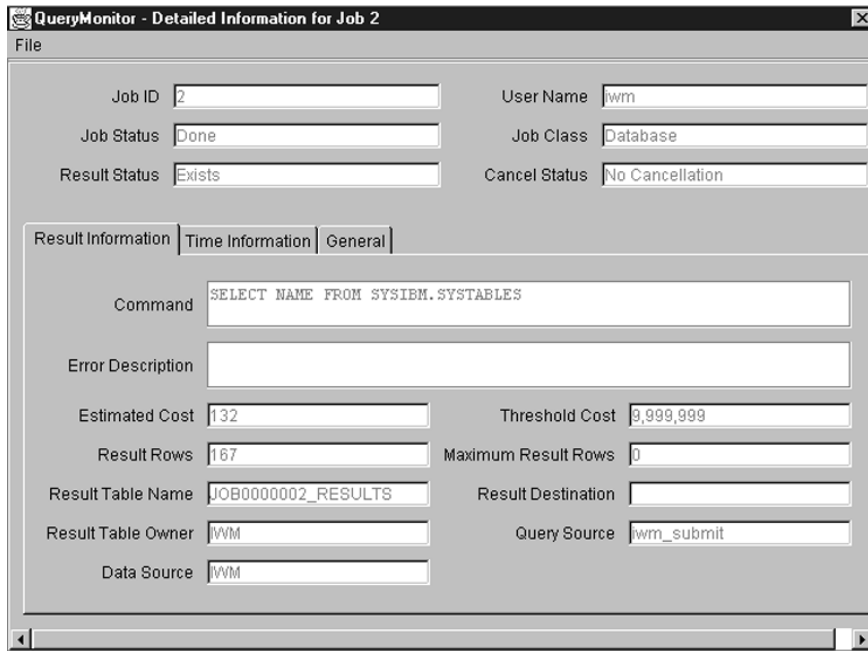 QueryMonitor - Detailed Information for Job 2
File
Job ID 2 User Name iwm
Job Status Done Job Class Database
Result Status Exists Cancel Status No Cancellation
Result Information Time Information General
Command SELECT NAME FROM SYSIBM.SYSTABLES
Error Description
Estimated Cost 132 Threshold Cost 9,999,999
Result Rows 167 Maximum Result Rows 0
Result Table Name JOB0000002_RESULTS Result Destination
Result Table Owner IWM Query Source iwm_submit
Data Source IWM